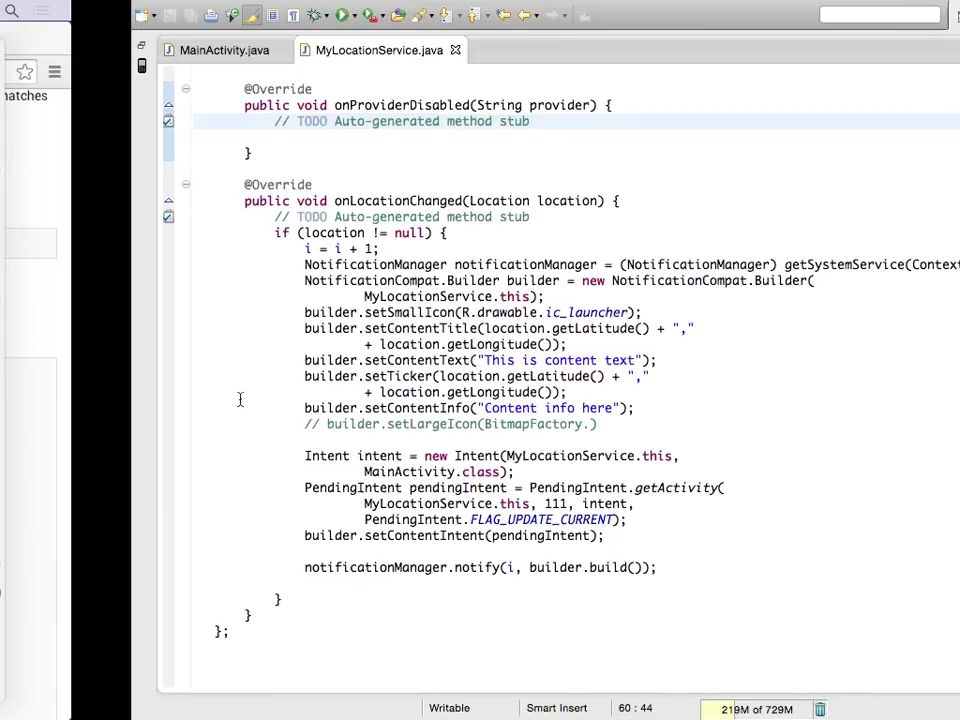 natches
MainActivity.java
MyLocationService.java
@Override
public void onProviderDisabled(String provider) {
// TODO Auto-generated method stub
}
@Override
public void onLocationChanged(Location location) {
// TODO Auto-generated method stub
if (location != null) {
i = i + 1;
NotificationManager notificationManager = (NotificationManager) getSystemService(Context
NotificationCompat.Builder builder = new NotificationCompat.Builder(
MyLocationService.this);
builder.setSmallIcon(R.drawable.ic_launcher);
builder.setContentTitle(location.getLatitude() + ","
+ location.getLongitude());
builder.setContentText("This is content text");
builder.setTicker(location.getLatitude() + ","
+ location.getLongitude());
builder.setContentInfo("Content info here");
// builder.setLargeIcon(BitmapFactory.)
Intent intent = new Intent(MyLocationService.this,
MainActivity.class);
PendingIntent pendingIntent = PendingIntent.getActivity(
MyLocationService.this, 111, intent,
PendingIntent.FLAG_UPDATE_CURRENT);
builder.setContentIntent(pendingIntent);
notificationManager.notify(i, builder.build());
}
}
};
Writable
Smart Insert
60 : 44
219M of 729M